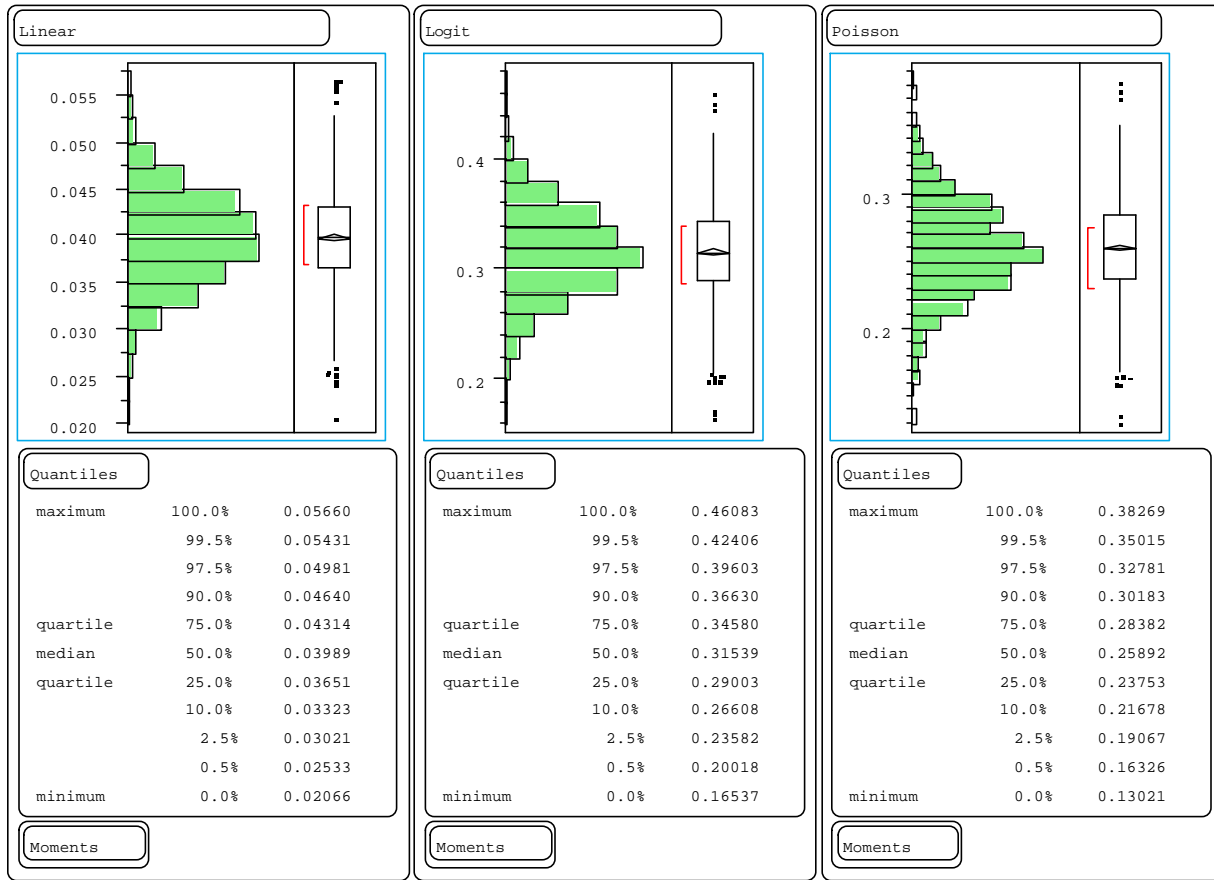 Linear
0.055
0.050
0.045
0.040
0.035
0.030
0.025
0.020
Quantiles
maximum 100.0% 0.05660
99.5% 0.05431
97.5% 0.04981
90.0% 0.04640
quartile 75.0% 0.04314
median 50.0% 0.03989
quartile 25.0% 0.03651
10.0% 0.03323
2.5% 0.03021
0.5% 0.02533
minimum 0.0% 0.02066
Moments
Logit
0.4
0.3
0.2
Quantiles
maximum 100.0% 0.46083
99.5% 0.42406
97.5% 0.39603
90.0% 0.36630
quartile 75.0% 0.34580
median 50.0% 0.31539
quartile 25.0% 0.29003
10.0% 0.26608
2.5% 0.23582
0.5% 0.20018
minimum 0.0% 0.16537
Moments
Poisson
0.3
0.2
Quantiles
maximum 100.0% 0.38269
99.5% 0.35015
97.5% 0.32781
90.0% 0.30183
quartile 75.0% 0.28382
median 50.0% 0.25892
quartile 25.0% 0.23753
10.0% 0.21678
2.5% 0.19067
0.5% 0.16326
minimum 0.0% 0.13021
Moments